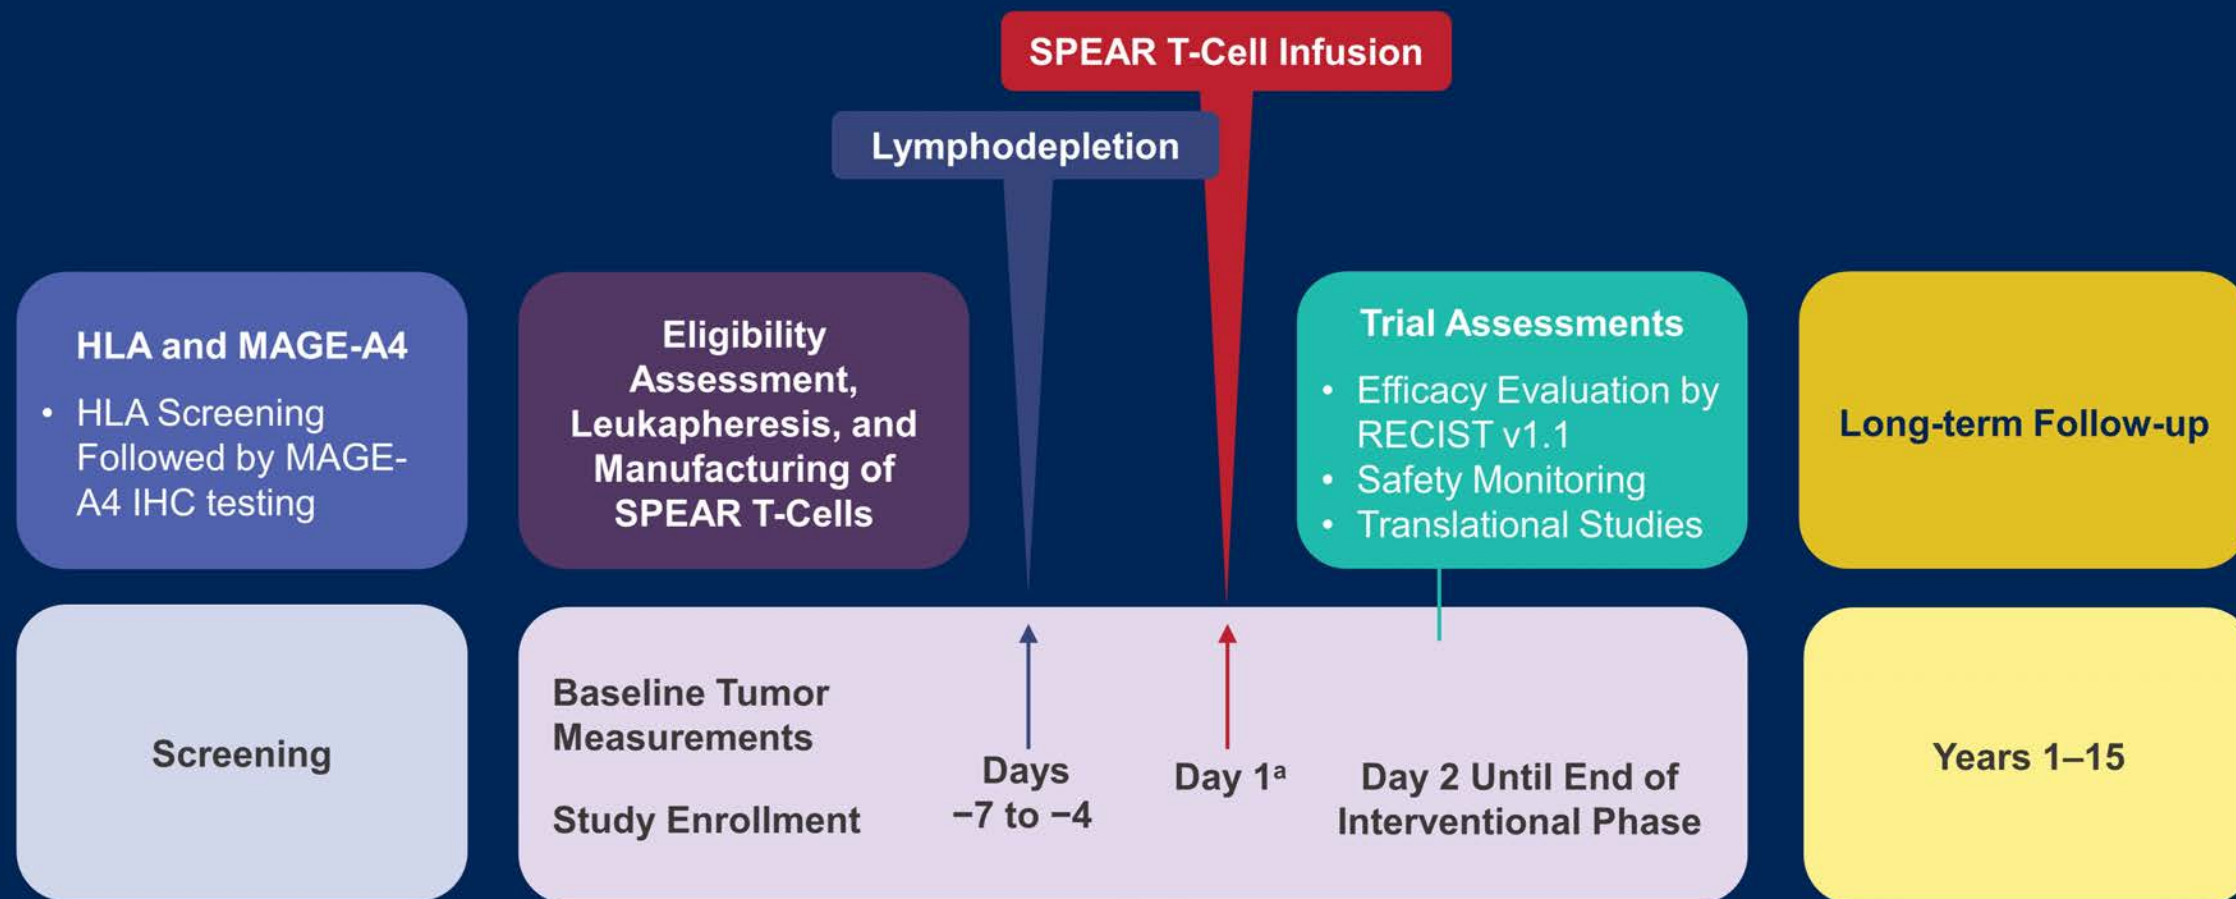 SPEAR T-Cell Infusion
Lymphodepletion
HLA and MAGE-A4
• HLA Screening
Followed by MAGE-
A4 IHC testing
Eligibility
Assessment,
Leukapheresis, and
Manufacturing of
SPEAR T-Cells
Trial Assessments
• Efficacy Evaluation by
RECIST v1.1
• Safety Monitoring
• Translational Studies
Long-term Follow-up
Screening
Baseline Tumor
Measurements
Study Enrollment
Days
−7 to −4
Day 1ᵃ
Day 2 Until End of
Interventional Phase
Years 1–15